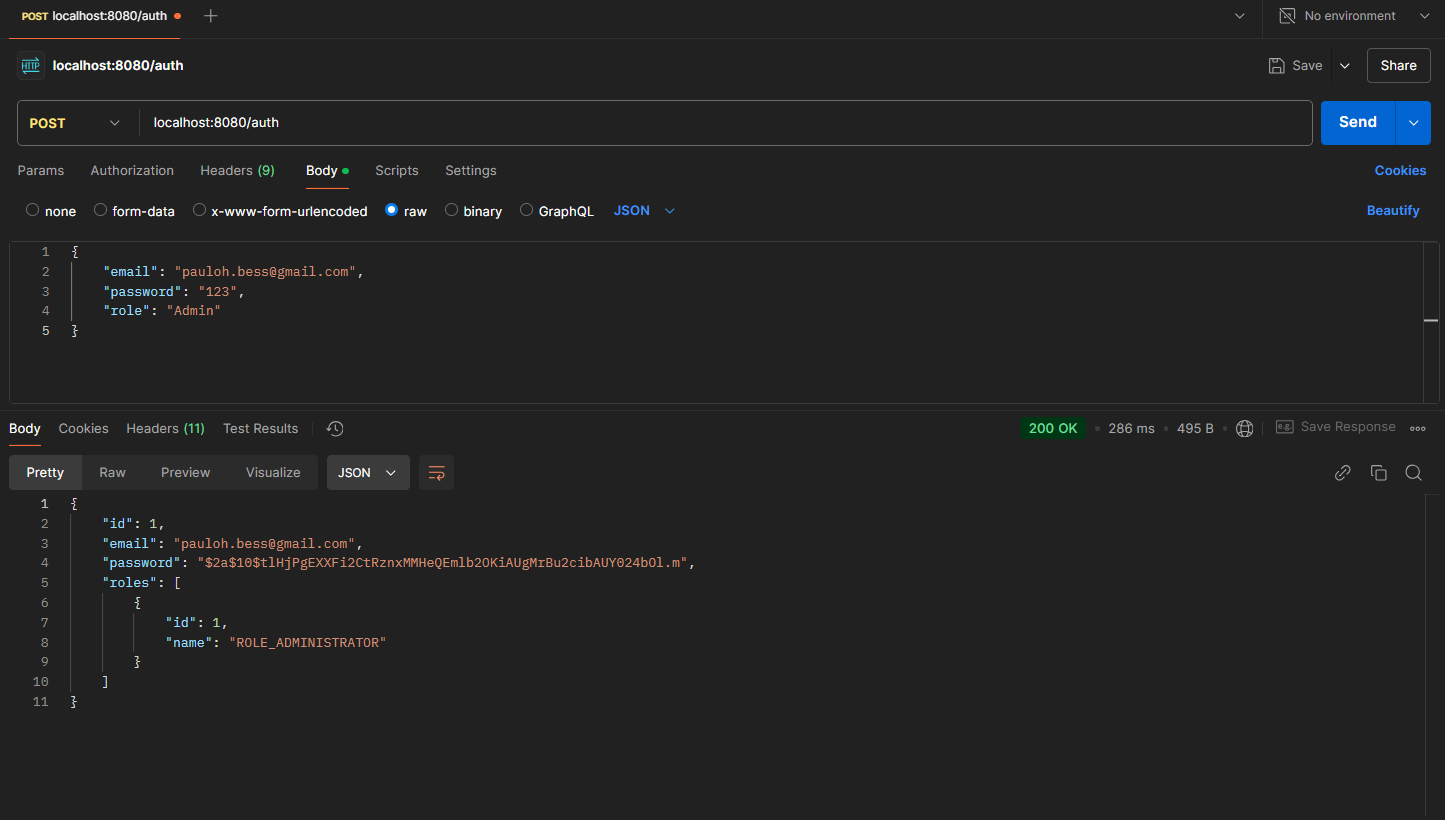 POST localhost:8080/auth
No environment
HTTP localhost:8080/auth
Save
Share
POST
localhost:8080/auth
Send
Params Authorization Headers (9) Body Scripts Settings
Cookies
none form-data x-www-form-urlencoded raw binary GraphQL JSON
Beautify
1 {
2 "email": "pauloh.bess@gmail.com",
3 "password": "123",
4 "role": "Admin"
5 }
Body Cookies Headers (11) Test Results
200 OK • 286 ms • 495 B •
e.g. Save Response
Pretty Raw Preview Visualize JSON
1 {
2 "id": 1,
3 "email": "pauloh.bess@gmail.com",
4 "password": "$2a$10$tlHjPgEXXFi2CtRznxMMHeQEmlb2OKiAUgMrBu2cibAUY024bOl.m",
5 "roles": [
6 {
7 "id": 1,
8 "name": "ROLE_ADMINISTRATOR"
9 }
10 ]
11 }